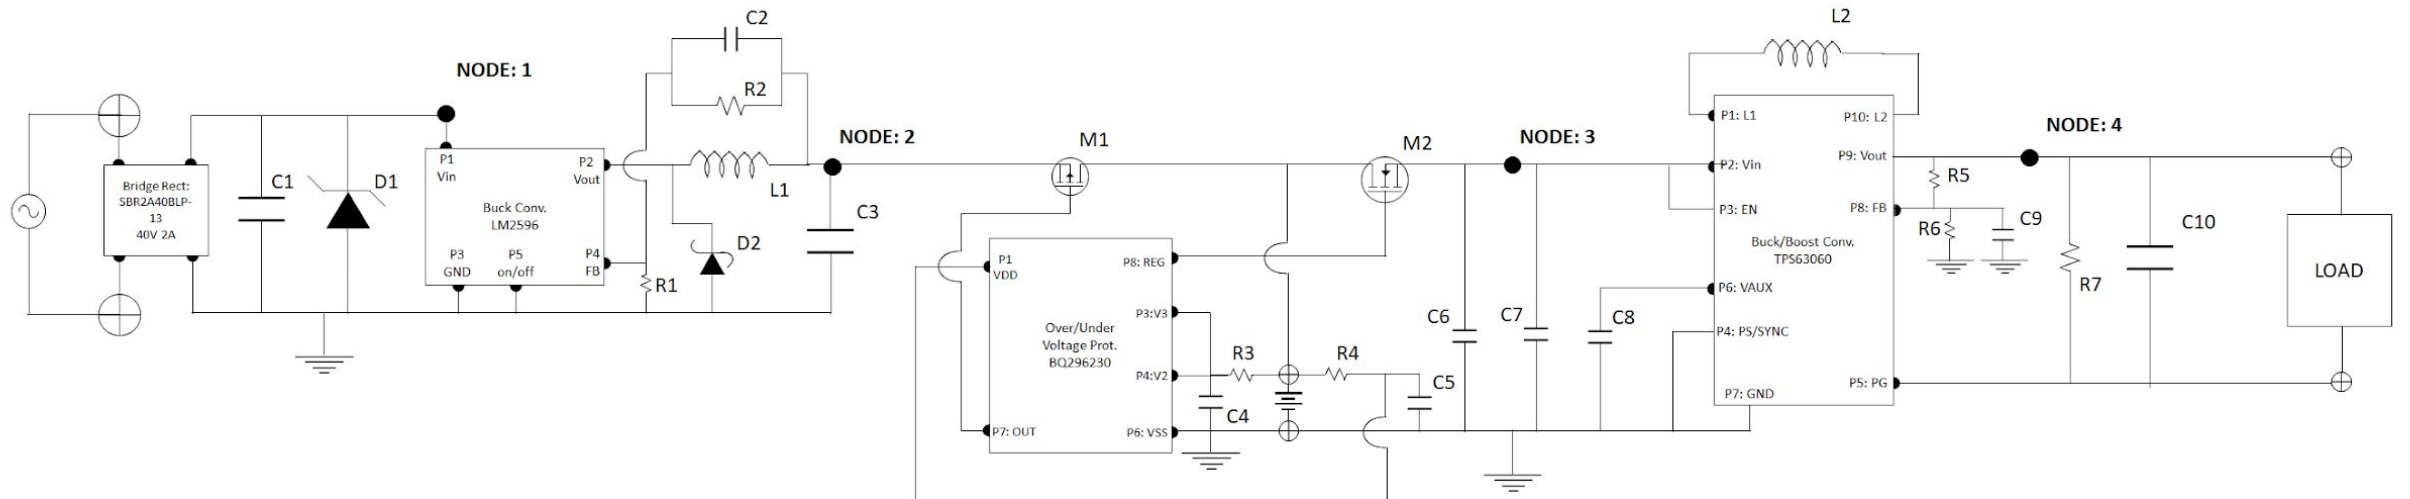 C2
L2
NODE: 1
R2
NODE: 2
L1
M1
M2
NODE: 3
NODE: 4
Bridge Rect:
SBR2A40BLP-
13
40V 2A
C1
D1
P1
Vin
P2
Vout
Buck Conv.
LM2596
P3
GND
P5
on/off
P4
FB
R1
D2
C3
P1
VDD
P8: REG
P3:V3
Over/Under
Voltage Prot.
BQ296230
P4:V2
P7: OUT
P6: VSS
R3
R4
C4
C5
C6
C7
C8
P1: L1
P10: L2
P2: Vin
P9: Vout
P3: EN
P8: FB
Buck/Boost Conv.
TPS63060
P6: VAUX
P4: PS/SYNC
P5: PG
P7: GND
R5
R6
C9
R7
C10
LOAD